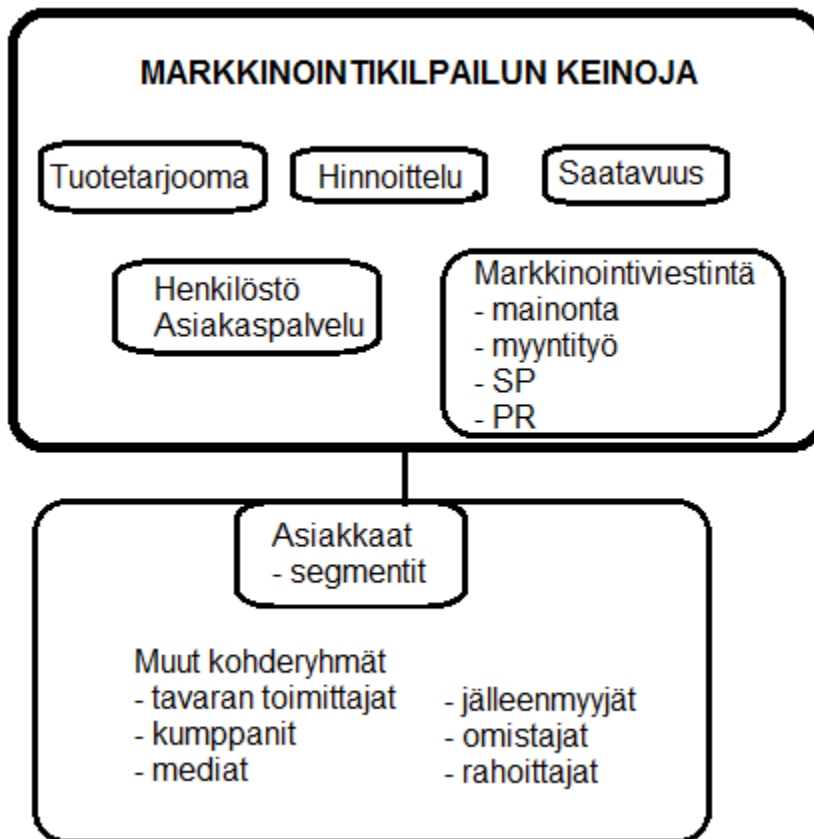 MARKKINOINTIKILPAILUN KEINOJA
Tuotetarjooma
Hinnoittelu
Saatavuus
Henkilöstö
Asiakaspalvelu
Markkinointiviestintä
- mainonta
- myyntityö
- SP
- PR
Asiakkaat
- segmentit
Muut kohderyhmät
- tavaran toimittajat
- kumppanit
- mediat
- jälleenmyyjät
- omistajat
- rahoittajat